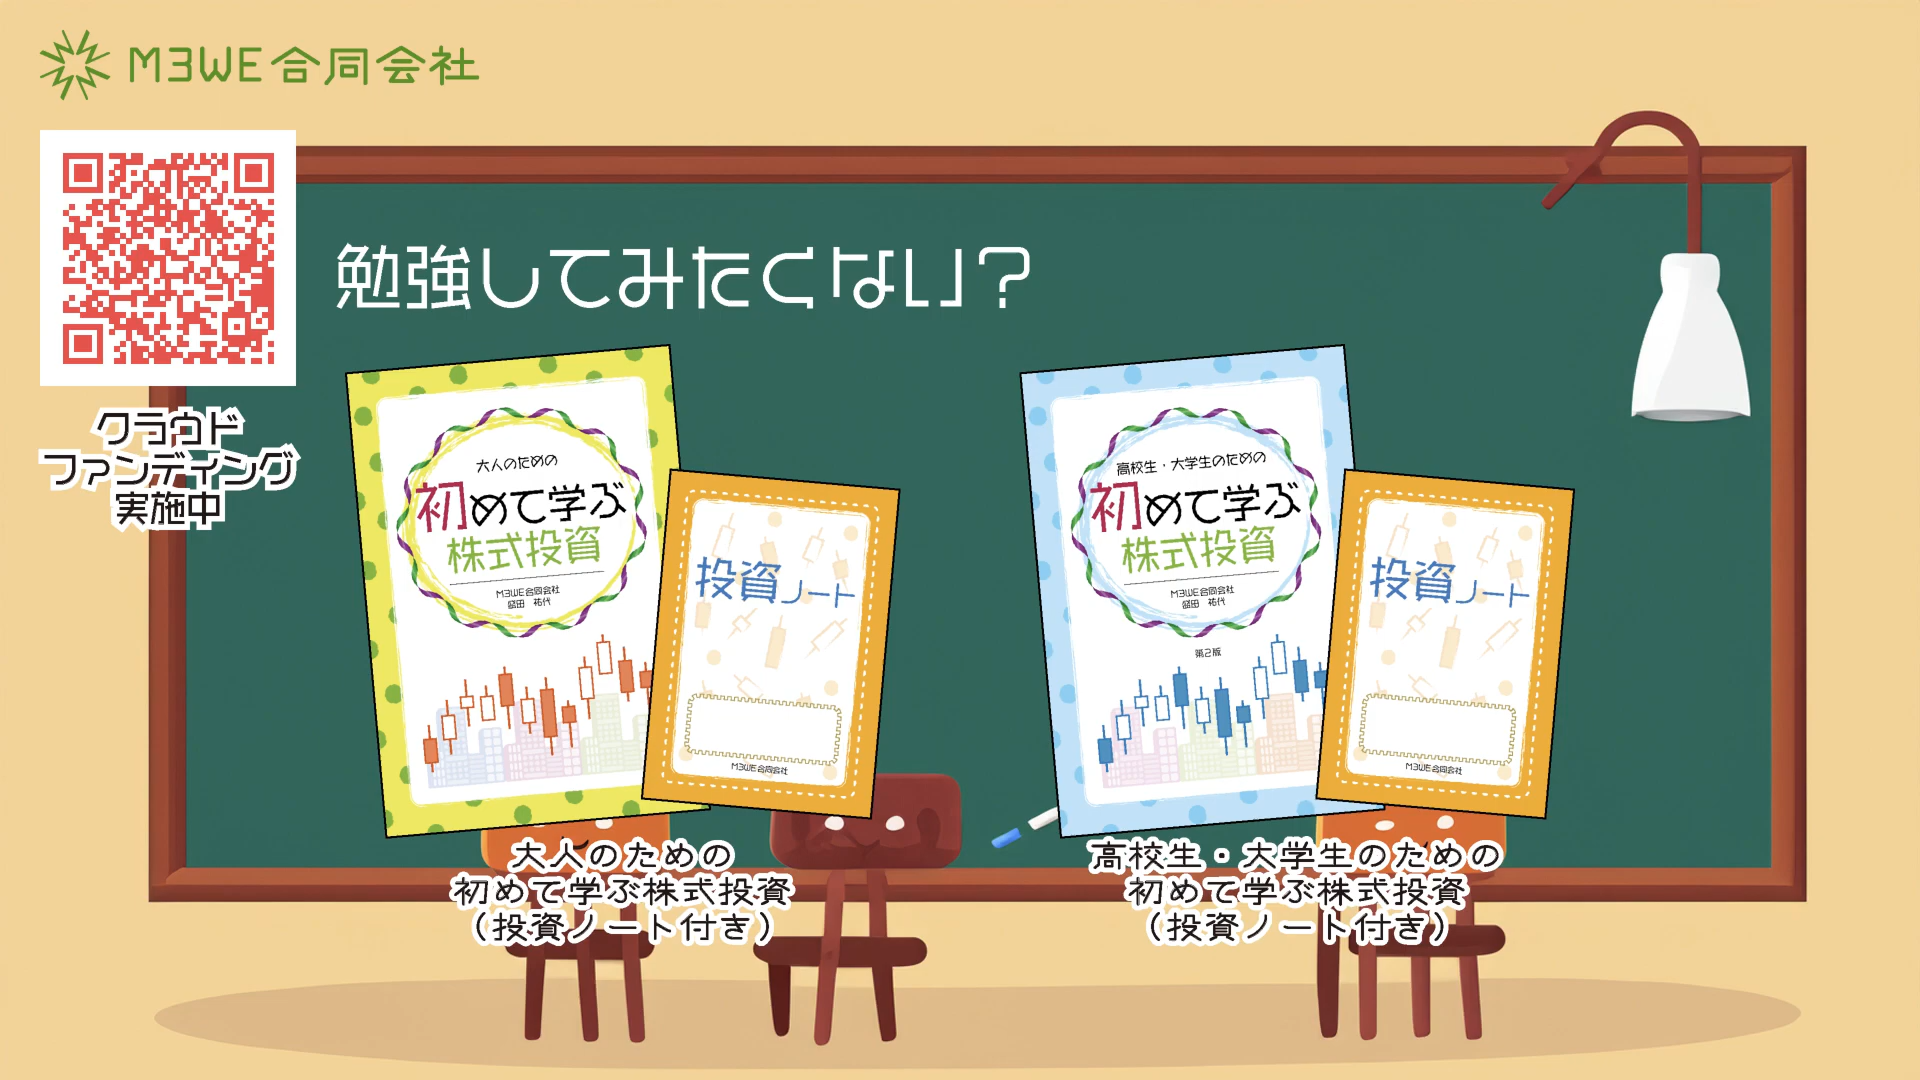 M3WE合同会社
クラウド
ファンディング
実施中
勉強してみたくない？
大人のための
初めて学ぶ
株式投資
M3WE合同会社
盛田　祐代
投資ノート
M3WE合同会社
高校生・大学生のための
初めて学ぶ
株式投資
M3WE合同会社
盛田　祐代
第2版
投資ノート
M3WE合同会社
大人のための
初めて学ぶ株式投資
（投資ノート付き）
高校生・大学生のための
初めて学ぶ株式投資
（投資ノート付き）